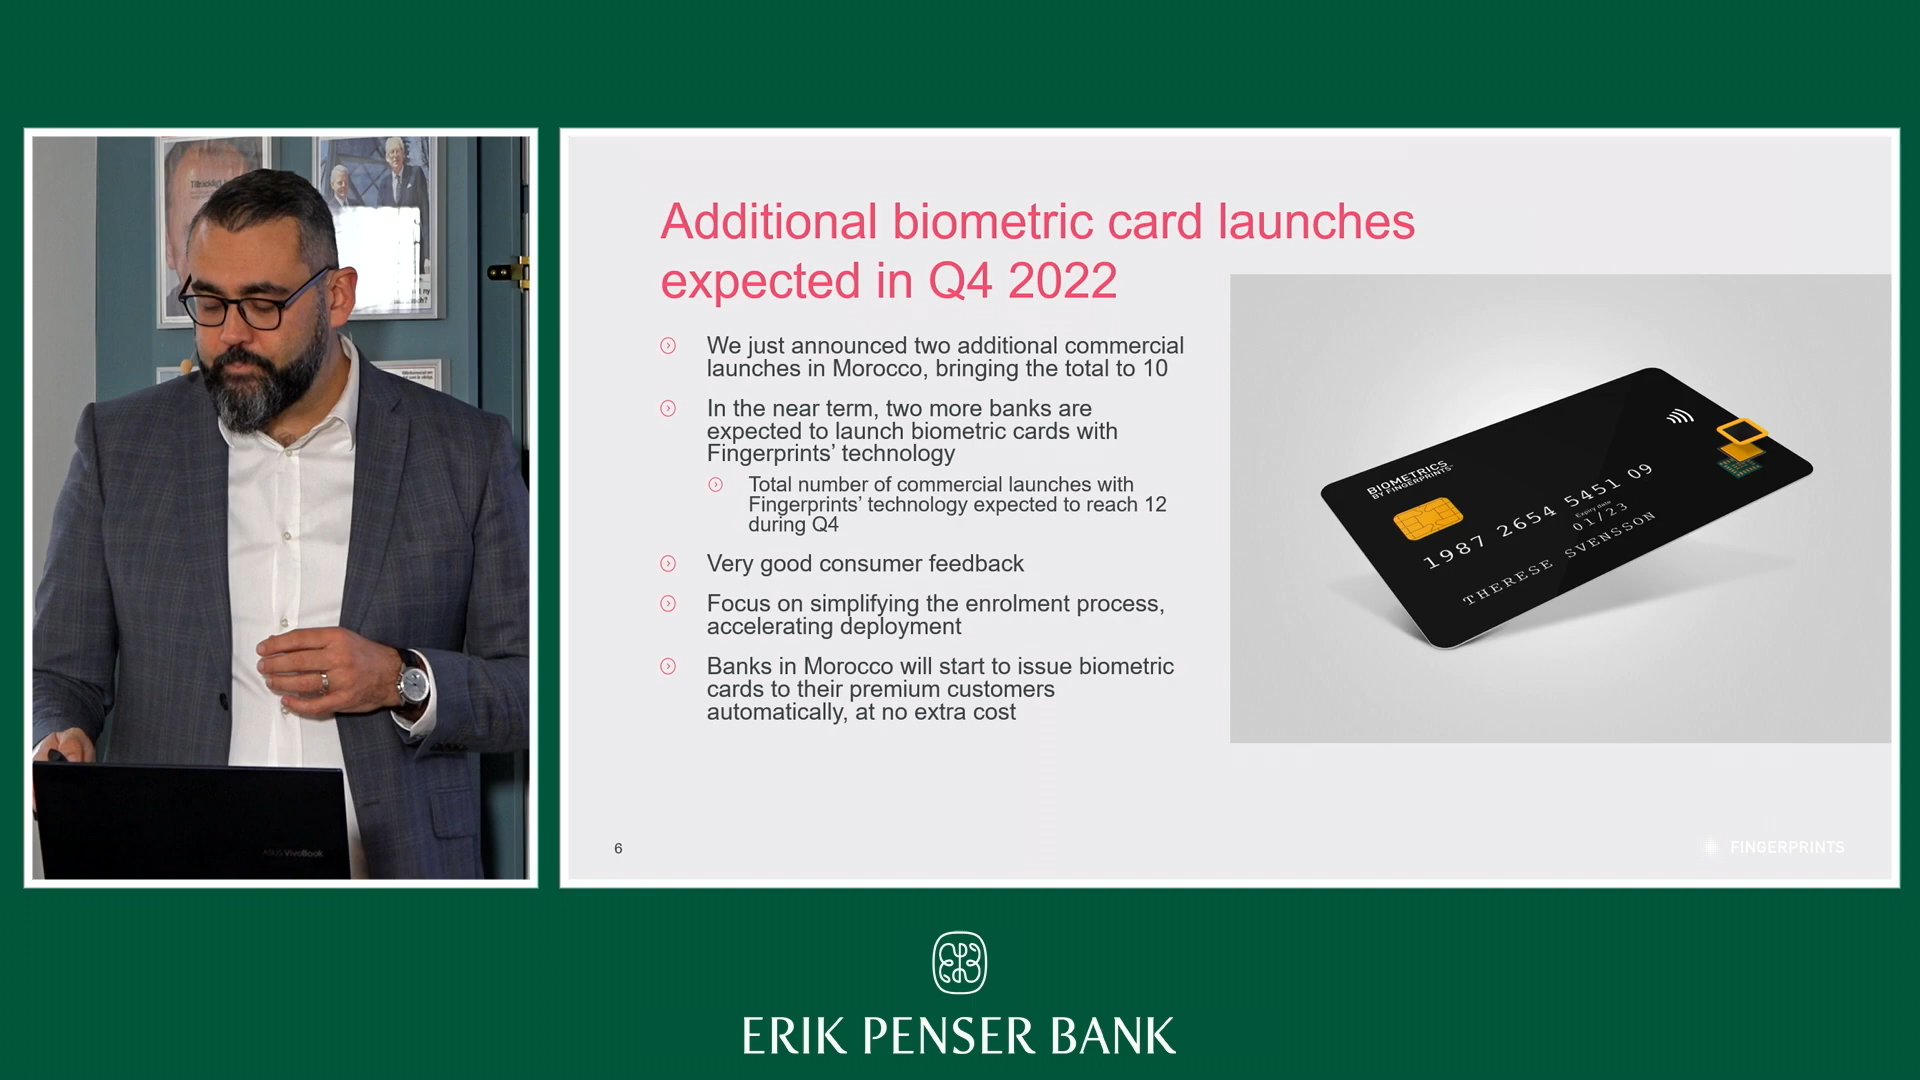 Additional biometric card launches
expected in Q4 2022
We just announced two additional commercial
launches in Morocco, bringing the total to 10
In the near term, two more banks are
expected to launch biometric cards with
Fingerprints’ technology
Total number of commercial launches with
Fingerprints’ technology expected to reach 12
during Q4
Very good consumer feedback
Focus on simplifying the enrolment process,
accelerating deployment
Banks in Morocco will start to issue biometric
cards to their premium customers
automatically, at no extra cost
BIOMETRICS
BY FINGERPRINTS™
1987 2654 5451 09
Expiry date
01/23
THERESE SVENSSON
6
FINGERPRINTS
ASUS VivoBook
ERIK PENSER BANK